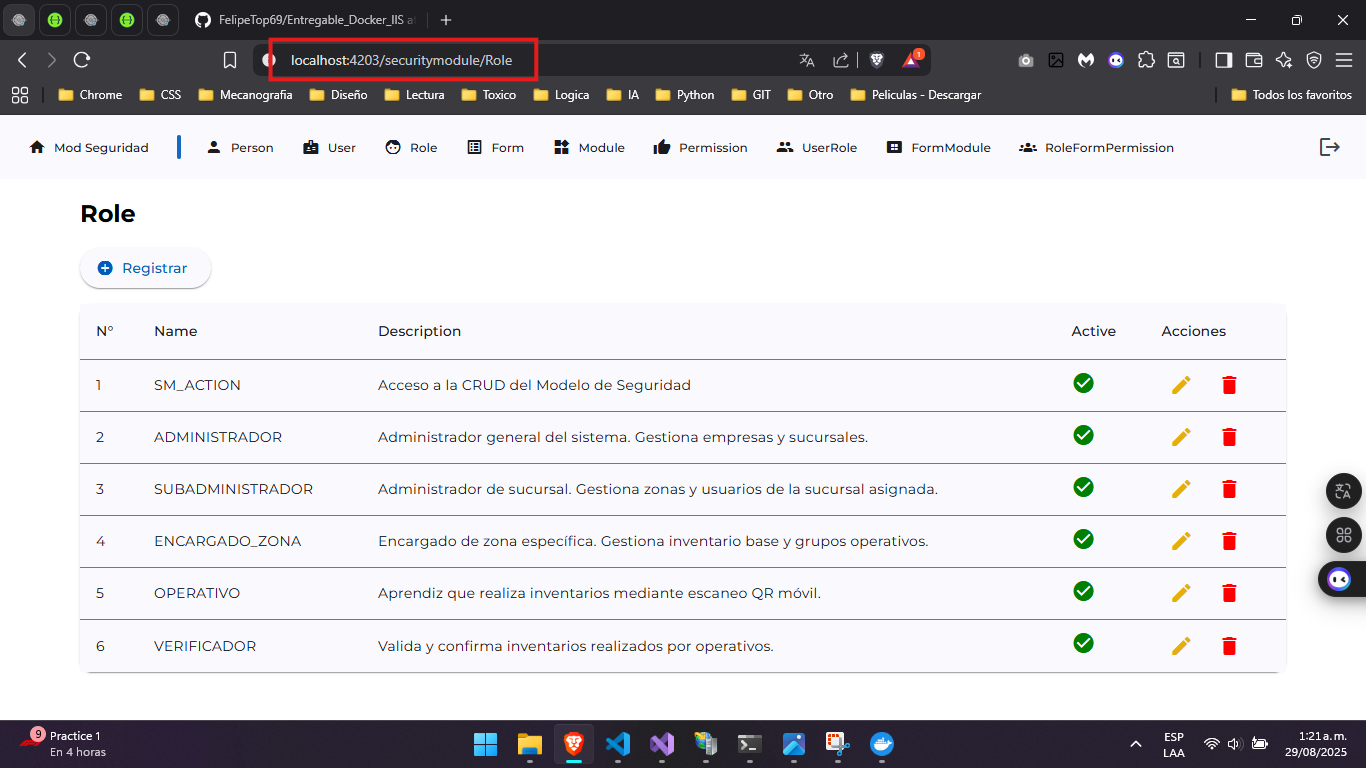 FelipeTop69/Entregable_Docker_IIS a
localhost:4203/securitymodule/Role
1
Chrome CSS Mecanografia Diseño Lectura Toxico Logica IA Python GIT Otro Peliculas - Descargar Todos los favoritos
Mod Seguridad Person User Role Form Module Permission UserRole FormModule RoleFormPermission
Role
Registrar
N° Name Description Active Acciones
1 SM_ACTION Acceso a la CRUD del Modelo de Seguridad
2 ADMINISTRADOR Administrador general del sistema. Gestiona empresas y sucursales.
3 SUBADMINISTRADOR Administrador de sucursal. Gestiona zonas y usuarios de la sucursal asignada.
4 ENCARGADO_ZONA Encargado de zona específica. Gestiona inventario base y grupos operativos.
5 OPERATIVO Aprendiz que realiza inventarios mediante escaneo QR móvil.
6 VERIFICADOR Valida y confirma inventarios realizados por operativos.
9 Practice 1
En 4 horas
ESP
LAA
1:21 a. m.
29/08/2025